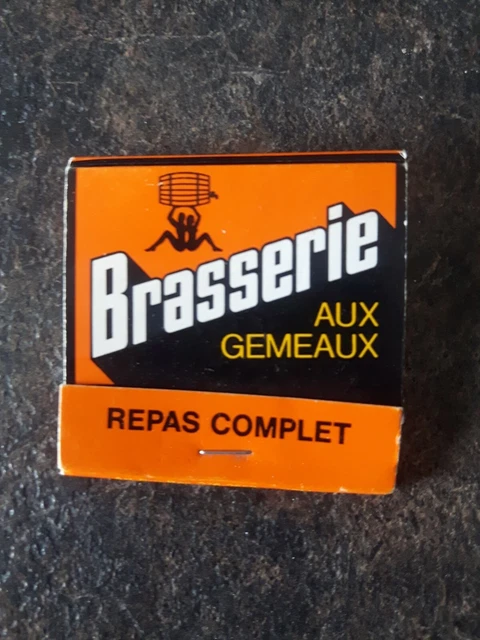 Brasserie
AUX
GEMEAUX
REPAS COMPLET